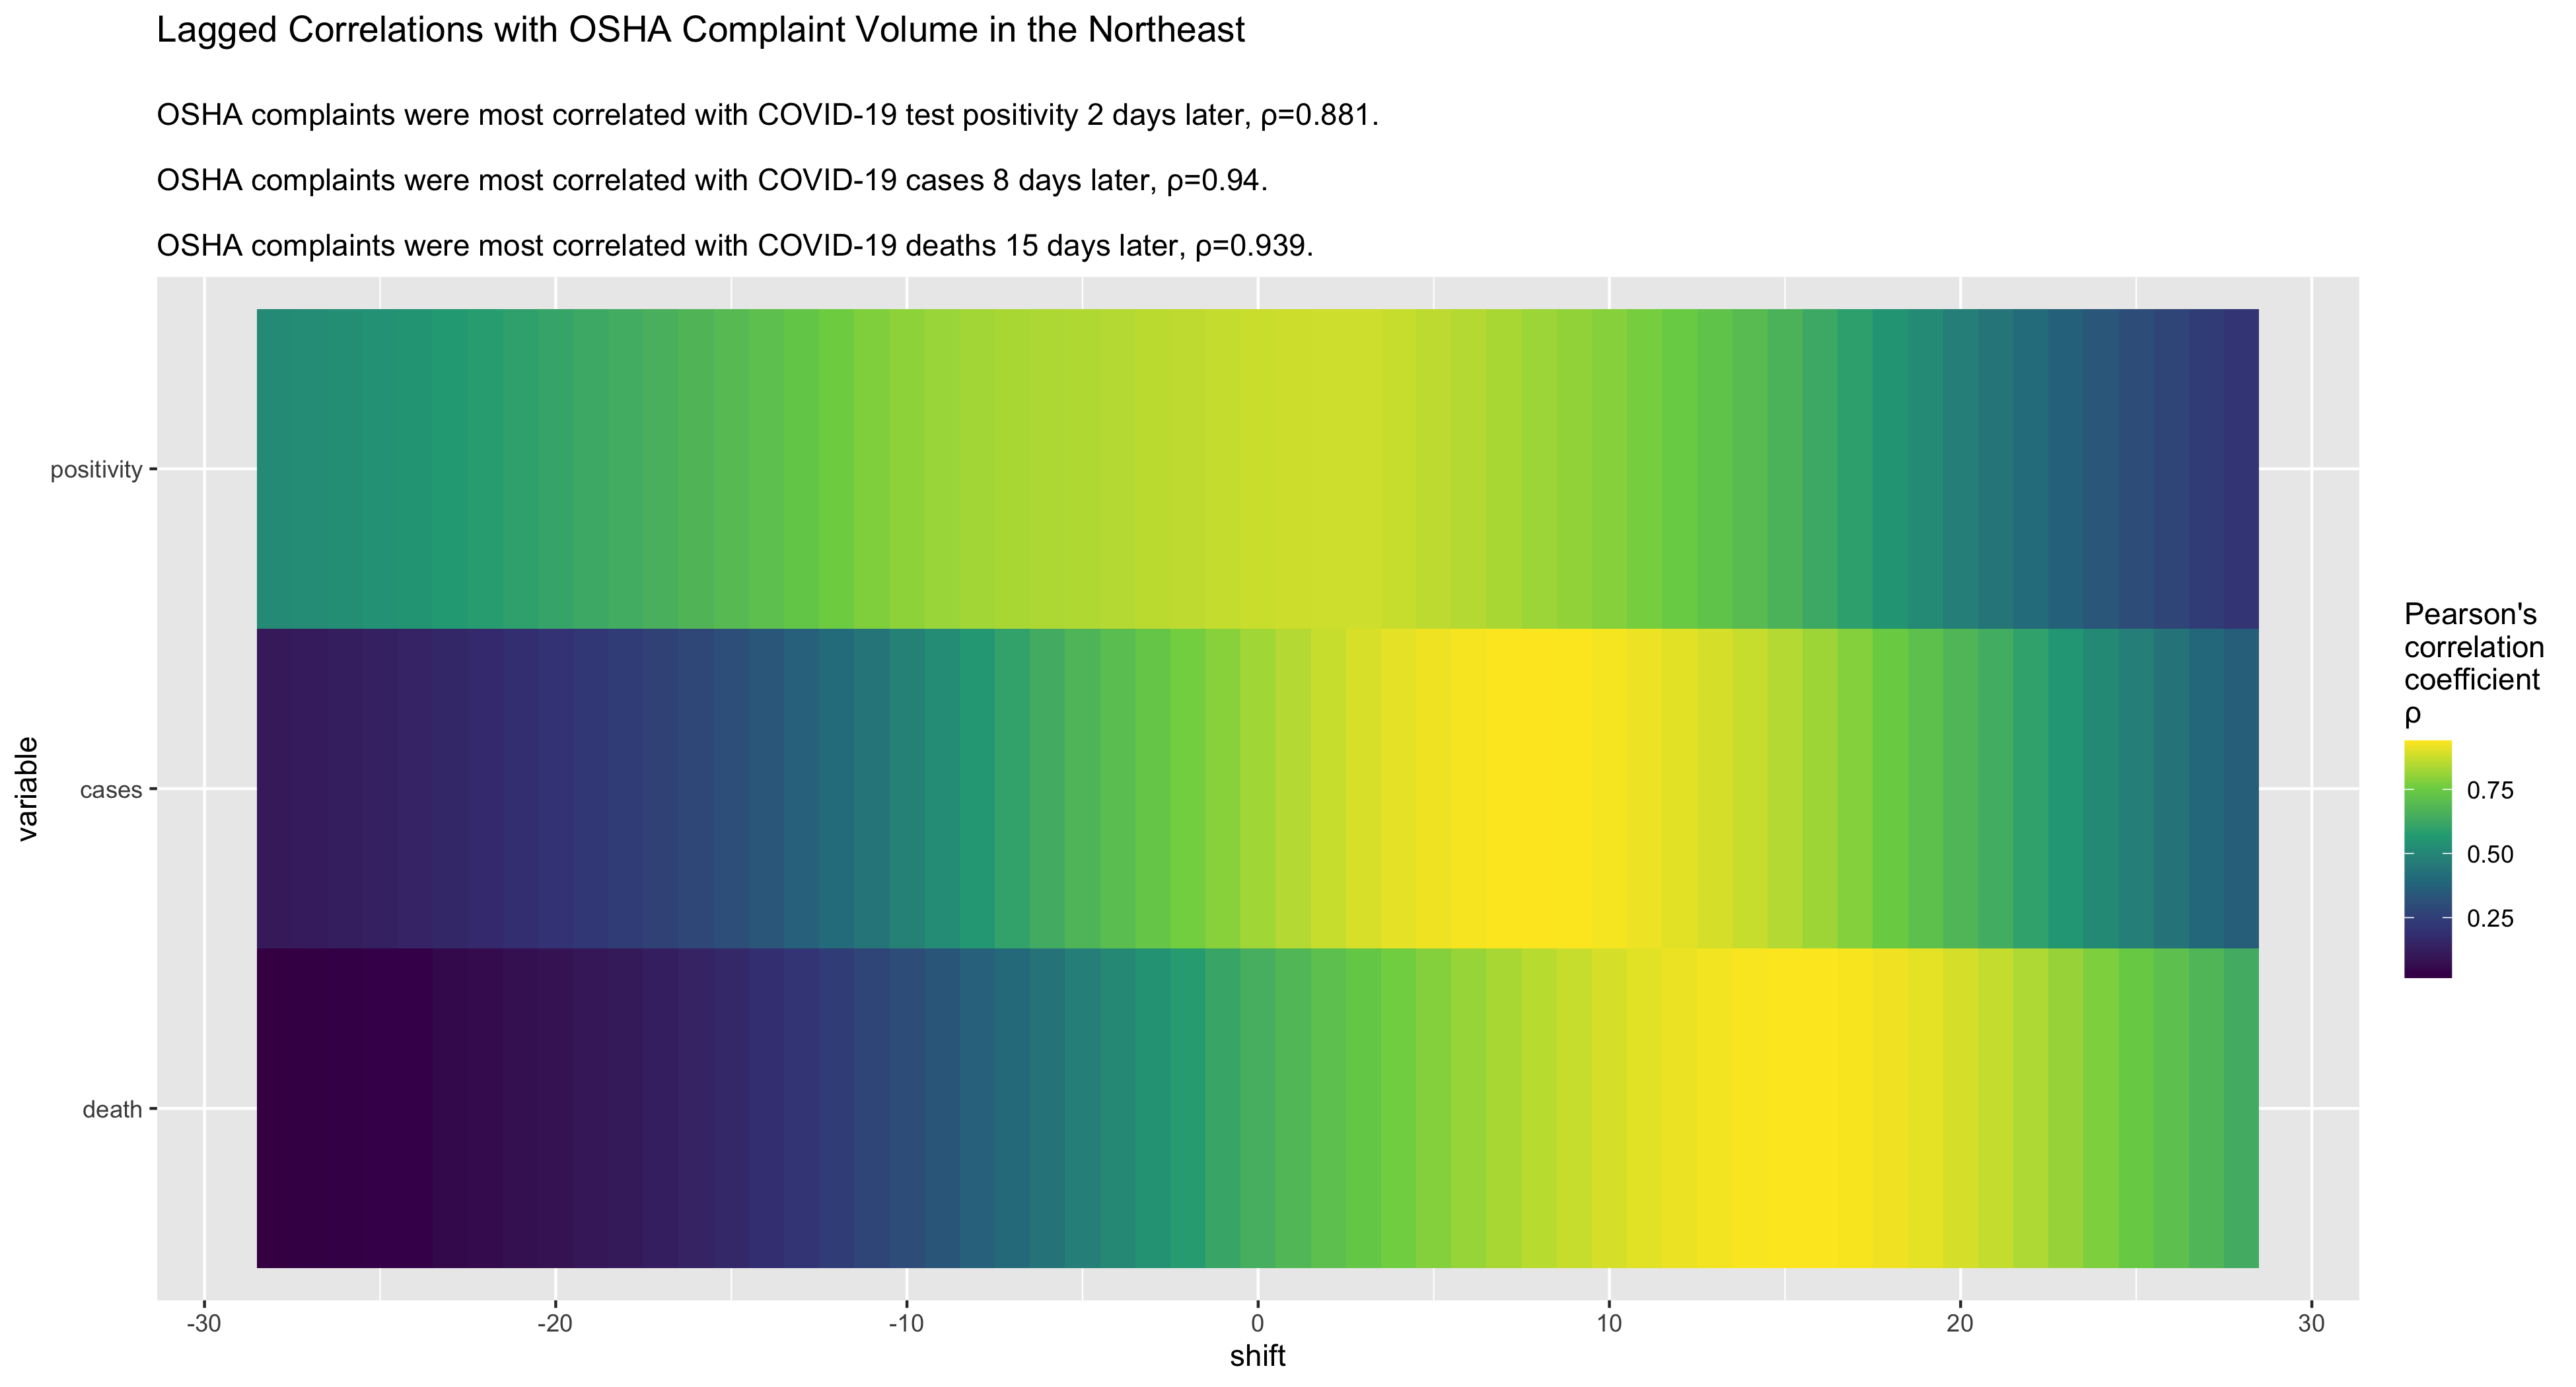 Lagged Correlations with OSHA Complaint Volume in the Northeast
OSHA complaints were most correlated with COVID-19 test positivity 2 days later, ρ=0.881.
OSHA complaints were most correlated with COVID-19 cases 8 days later, ρ=0.94.
OSHA complaints were most correlated with COVID-19 deaths 15 days later, ρ=0.939.
variable
positivity
cases
death
-30
-20
-10
0
10
20
30
shift
Pearson's
correlation
coefficient
ρ
0.75
0.50
0.25